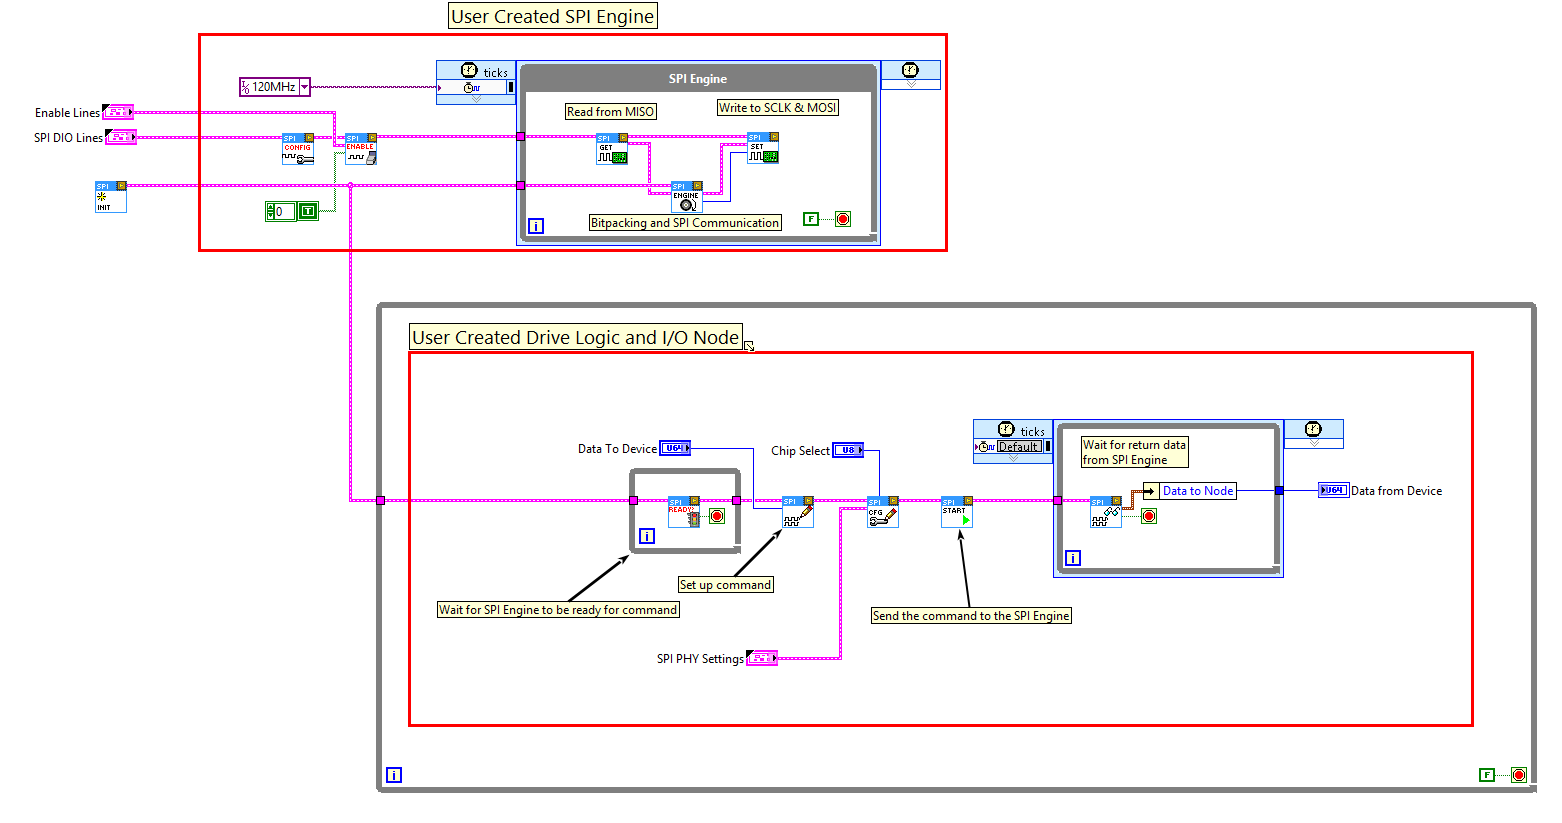 User Created SPI Engine
ticks
120MHz
SPI Engine
Enable Lines
Read from MISO
Write to SCLK & MOSI
SPI DIO Lines
SPI
CONFIG
SPI
ENABLE
SPI
GET
SPI
SET
SPI
INIT
SPI
ENGINE
0
T
i
Bitpacking and SPI Communication
F
User Created Drive Logic and I/O Node
ticks
Default
Data To Device
U64
Chip Select
U8
Wait for return data
from SPI Engine
SPI
READY?
SPI
SPI
CFG
SPI
START
SPI
Data to Node
U64
Data from Device
i
i
Set up command
Wait for SPI Engine to be ready for command
Send the command to the SPI Engine
SPI PHY Settings
i
F